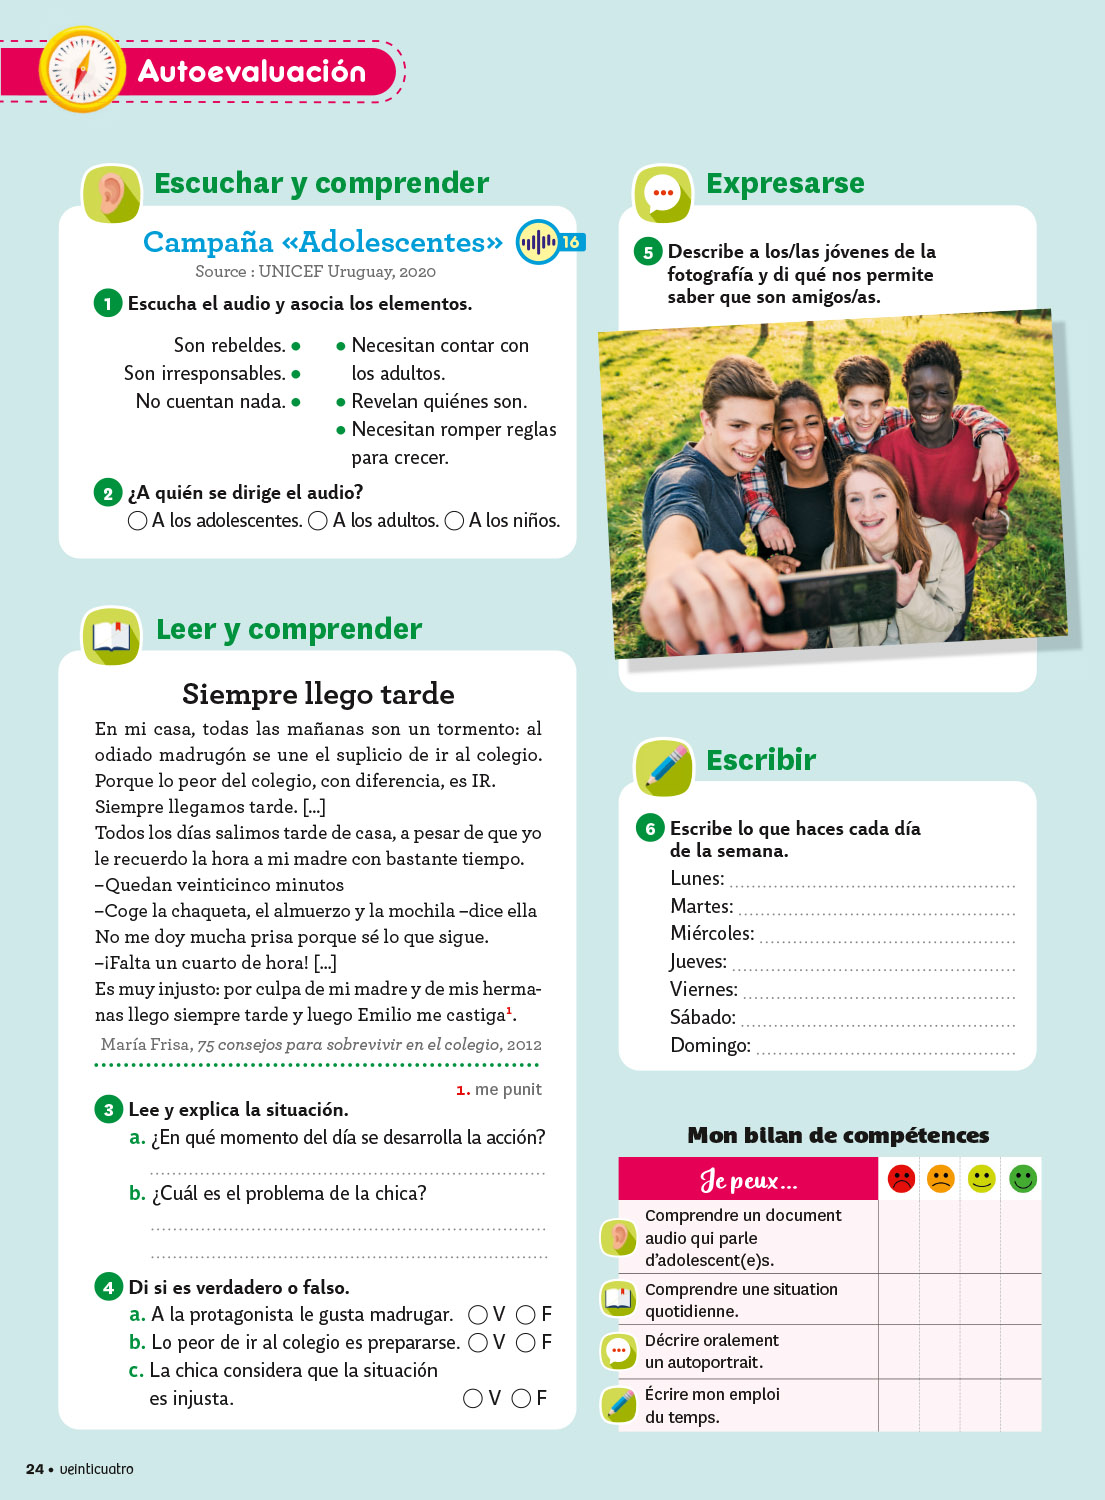 Autoevaluación
Escuchar y comprender
Campaña «Adolescentes»
16
Source : UNICEF Uruguay, 2020
1 Escucha el audio y asocia los elementos.
Son rebeldes. ●
● Necesitan contar con
los adultos.
Son irresponsables. ●
No cuentan nada. ●
● Revelan quiénes son.
● Necesitan romper reglas
para crecer.
2 ¿A quién se dirige el audio?
A los adolescentes. A los adultos. A los niños.
Leer y comprender
Siempre llego tarde
En mi casa, todas las mañanas son un tormento: al
odiado madrugón se une el suplicio de ir al colegio.
Porque lo peor del colegio, con diferencia, es IR.
Siempre llegamos tarde. [...]
Todos los días salimos tarde de casa, a pesar de que yo
le recuerdo la hora a mi madre con bastante tiempo.
–Quedan veinticinco minutos
–Coge la chaqueta, el almuerzo y la mochila –dice ella
No me doy mucha prisa porque sé lo que sigue.
–¡Falta un cuarto de hora! [...]
Es muy injusto: por culpa de mi madre y de mis herma-
nas llego siempre tarde y luego Emilio me castiga¹.
María Frisa, 75 consejos para sobrevivir en el colegio, 2012
1. me punit
3 Lee y explica la situación.
a. ¿En qué momento del día se desarrolla la acción?
b. ¿Cuál es el problema de la chica?
4 Di si es verdadero o falso.
a. A la protagonista le gusta madrugar. V F
b. Lo peor de ir al colegio es prepararse. V F
c. La chica considera que la situación
es injusta. V F
Expresarse
5 Describe a los/las jóvenes de la
fotografía y di qué nos permite
saber que son amigos/as.
Escribir
6 Escribe lo que haces cada día
de la semana.
Lunes:
Martes:
Miércoles:
Jueves:
Viernes:
Sábado:
Domingo:
Mon bilan de compétences
Je peux...
Comprendre un document
audio qui parle
d'adolescent(e)s.
Comprendre une situation
quotidienne.
Décrire oralement
un autoportrait.
Écrire mon emploi
du temps.
24 • veinticuatro